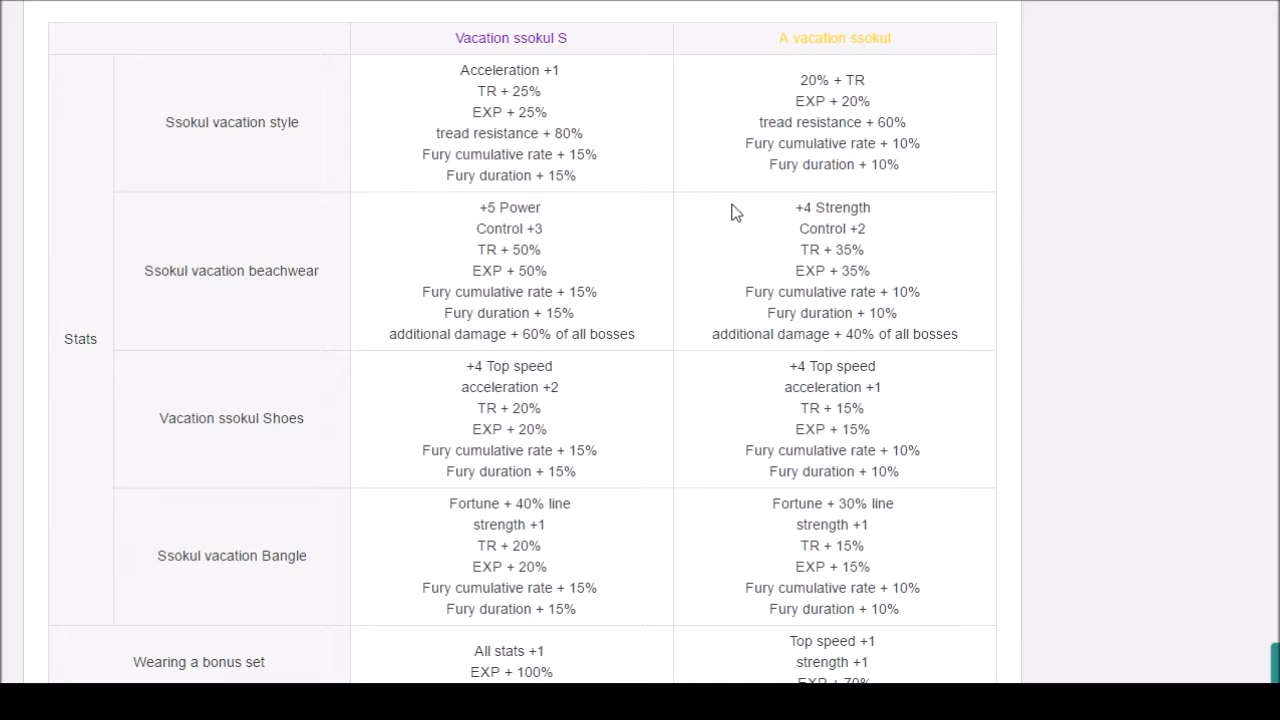 Vacation ssokul S
A vacation ssokul
Stats
Ssokul vacation style
Acceleration +1
TR + 25%
EXP + 25%
tread resistance + 80%
Fury cumulative rate + 15%
Fury duration + 15%
20% + TR
EXP + 20%
tread resistance + 60%
Fury cumulative rate + 10%
Fury duration + 10%
Ssokul vacation beachwear
+5 Power
Control +3
TR + 50%
EXP + 50%
Fury cumulative rate + 15%
Fury duration + 15%
additional damage + 60% of all bosses
+4 Strength
Control +2
TR + 35%
EXP + 35%
Fury cumulative rate + 10%
Fury duration + 10%
additional damage + 40% of all bosses
Vacation ssokul Shoes
+4 Top speed
acceleration +2
TR + 20%
EXP + 20%
Fury cumulative rate + 15%
Fury duration + 15%
+4 Top speed
acceleration +1
TR + 15%
EXP + 15%
Fury cumulative rate + 10%
Fury duration + 10%
Ssokul vacation Bangle
Fortune + 40% line
strength +1
TR + 20%
EXP + 20%
Fury cumulative rate + 15%
Fury duration + 15%
Fortune + 30% line
strength +1
TR + 15%
EXP + 15%
Fury cumulative rate + 10%
Fury duration + 10%
Wearing a bonus set
All stats +1
EXP + 100%
Top speed +1
strength +1
EXP + 70%